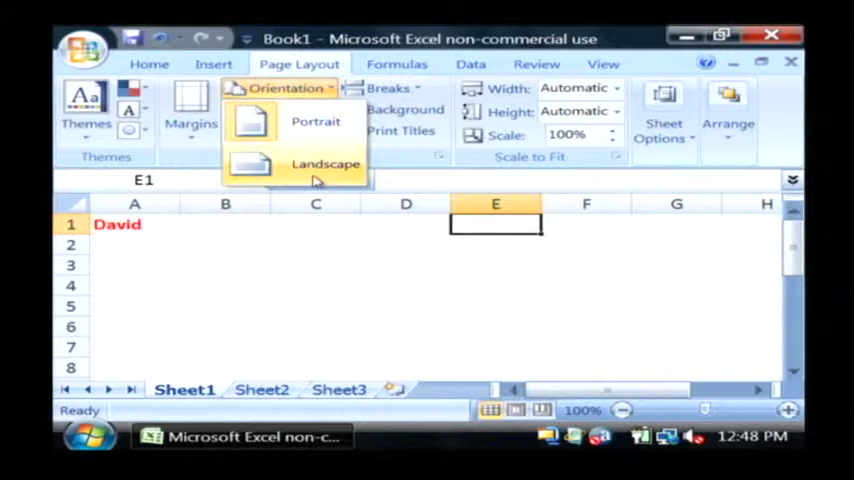 Book1 - Microsoft Excel non-commercial use
Home Insert Page Layout Formulas Data Review View
Aa
Themes
Themes
A
Margins
Orientation
Portrait
Landscape
Breaks
Background
Print Titles
Width: Automatic
Height: Automatic
Scale: 100%
Scale to Fit
Sheet
Options
Arrange
E1
A B C D E F G H
1 David
2
3
4
5
6
7
8
Sheet1 Sheet2 Sheet3
Ready 100%
Microsoft Excel non-c... 12:48 PM